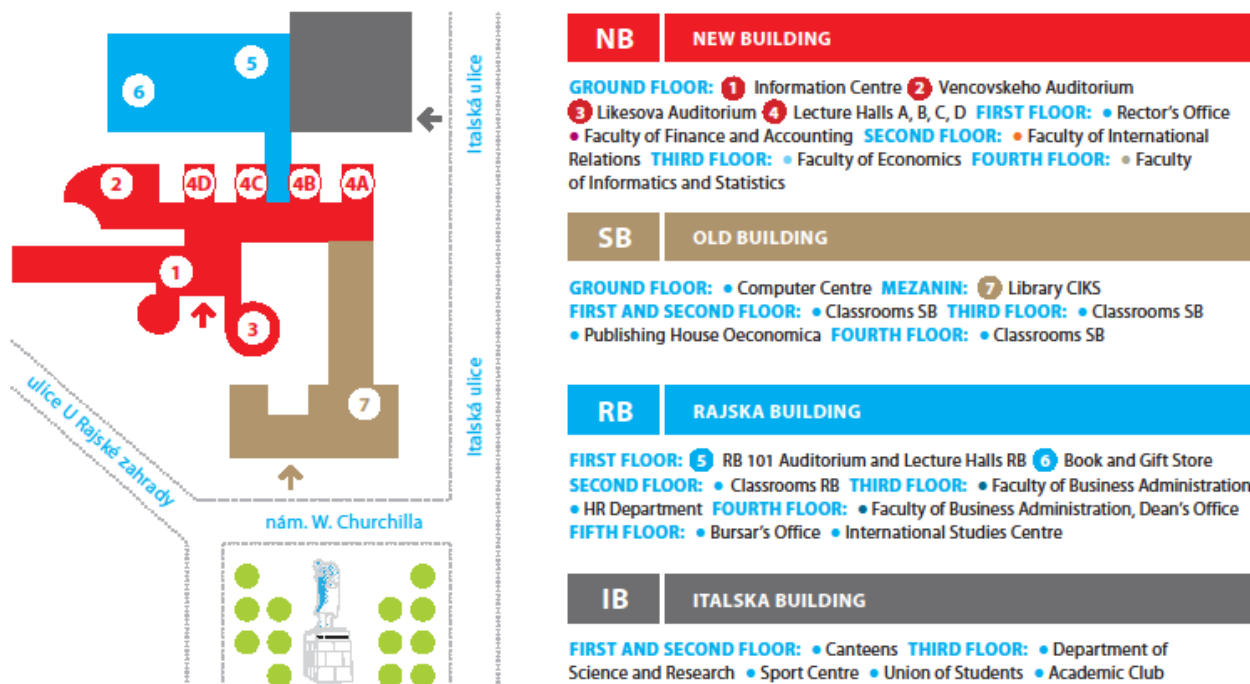 5
6
Italská ulice
2
4D
4C
4B
4A
1
3
ulice U Rajské zahrady
7
Italská ulice
nám. W. Churchilla
NB NEW BUILDING
GROUND FLOOR: 1 Information Centre 2 Vencovskeho Auditorium
3 Likesova Auditorium 4 Lecture Halls A, B, C, D FIRST FLOOR: • Rector's Office
• Faculty of Finance and Accounting SECOND FLOOR: • Faculty of International
Relations THIRD FLOOR: • Faculty of Economics FOURTH FLOOR: • Faculty
of Informatics and Statistics
SB OLD BUILDING
GROUND FLOOR: • Computer Centre MEZANIN: 7 Library CIKS
FIRST AND SECOND FLOOR: • Classrooms SB THIRD FLOOR: • Classrooms SB
• Publishing House Oeconomica FOURTH FLOOR: • Classrooms SB
RB RAJSKA BUILDING
FIRST FLOOR: 5 RB 101 Auditorium and Lecture Halls RB 6 Book and Gift Store
SECOND FLOOR: • Classrooms RB THIRD FLOOR: • Faculty of Business Administration
• HR Department FOURTH FLOOR: • Faculty of Business Administration, Dean's Office
FIFTH FLOOR: • Bursar's Office • International Studies Centre
IB ITALSKA BUILDING
FIRST AND SECOND FLOOR: • Canteens THIRD FLOOR: • Department of
Science and Research • Sport Centre • Union of Students • Academic Club